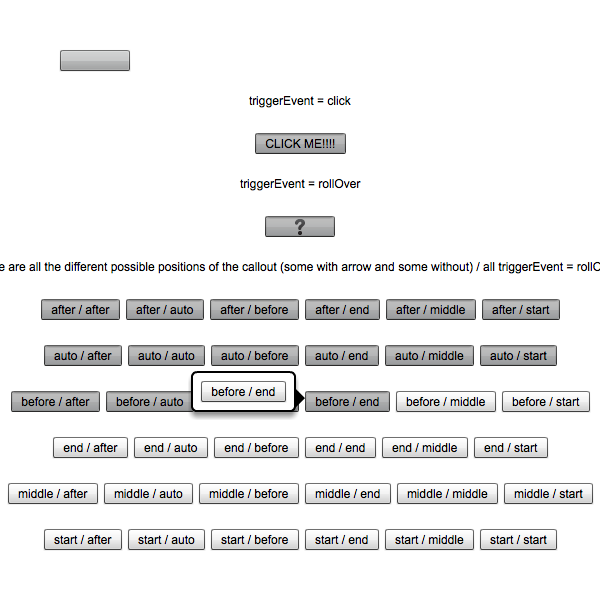 triggerEvent = click
CLICK ME!!!!
triggerEvent = rollOver
?
e are all the different possible positions of the callout (some with arrow and some without) / all triggerEvent = rollO
after / after after / auto after / before after / end after / middle after / start
auto / after auto / auto auto / before auto / end auto / middle auto / start
before / after before / auto before / end before / end before / middle before / start
end / after end / auto end / before end / end end / middle end / start
middle / after middle / auto middle / before middle / end middle / middle middle / start
start / after start / auto start / before start / end start / middle start / start